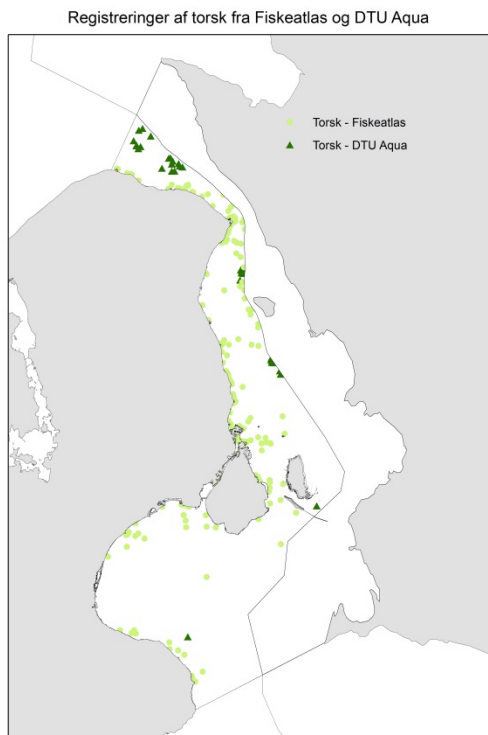 Registreringer af torsk fra Fiskeatlas og DTU Aqua
Torsk - Fiskeatlas
Torsk - DTU Aqua